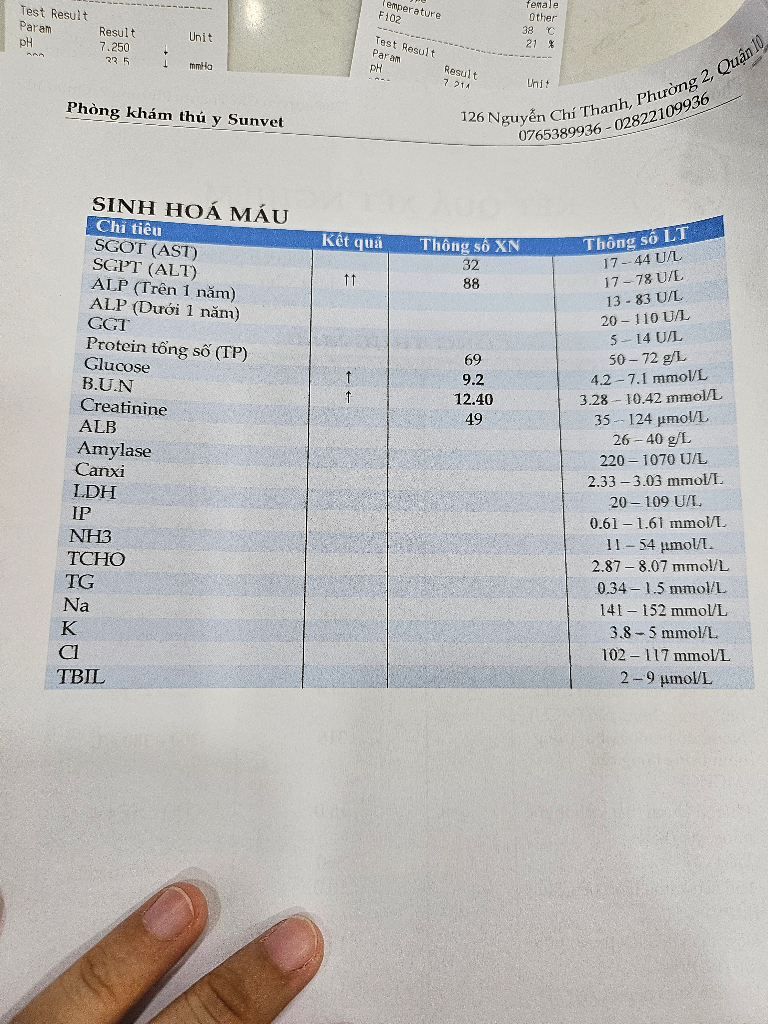 Test Result
Param Result Unit
pH 7.250 ↓
33.5 ↓ mmHg
Temperature
female
Other
FiO2 38 °C
21 %
Test Result
Param Result Unit
pH
Phòng khám thú y Sunvet
126 Nguyễn Chí Thanh, Phường 2, Quận 10
0765389936 - 02822109936
SINH HOÁ MÁU
Chỉ tiêu Kết quả Thông số XN Thông số LT
SGOT (AST) 32 17 – 44 U/L
SGPT (ALT) ↑↑ 88 17 – 78 U/L
ALP (Trên 1 năm) 13 - 83 U/L
ALP (Dưới 1 năm) 20 – 110 U/L
GGT 5 – 14 U/L
Protein tổng số (TP) 69 50 – 72 g/L
Glucose ↑ 9.2 4.2 – 7.1 mmol/L
B.U.N ↑ 12.40 3.28 – 10.42 mmol/L
Creatinine 49 35 – 124 µmol/L
ALB 26 – 40 g/L
Amylase 220 – 1070 U/L
Canxi 2.33 – 3.03 mmol/L
LDH 20 – 109 U/L
IP 0.61 – 1.61 mmol/L
NH3 11 – 54 µmol/L
TCHO 2.87 – 8.07 mmol/L
TG 0.34 – 1.5 mmol/L
Na 141 – 152 mmol/L
K 3.8 – 5 mmol/L
Cl 102 – 117 mmol/L
TBIL 2 – 9 µmol/L